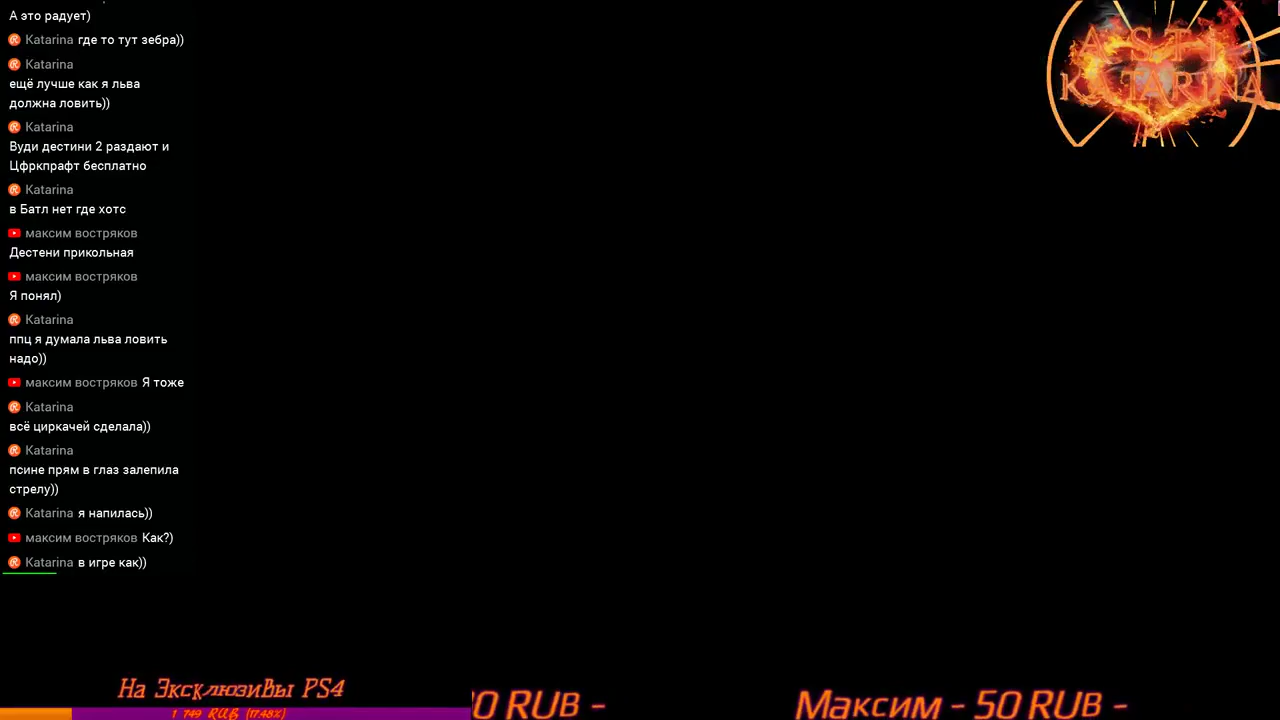 А это радует)
Katarina где то тут зебра))
Katarina
ещё лучше как я льва
должна ловить))
Katarina
Вуди дестини 2 раздают и
Цфркпрафт бесплатно
Katarina
в Батл нет где хотс
максим востряков
Дестени прикольная
максим востряков
Я понял)
Katarina
ппц я думала льва ловить
надо))
максим востряков Я тоже
Katarina
всё циркачей сделала))
Katarina
псине прям в глаз залепила
стрелу))
Katarina я напилась))
максим востряков Как?)
Katarina в игре как))
ASTI
KATARINA
На Эксклюзивы PS4
1 749 RUB (17.48%)
0 RUB - Максим - 50 RUB -